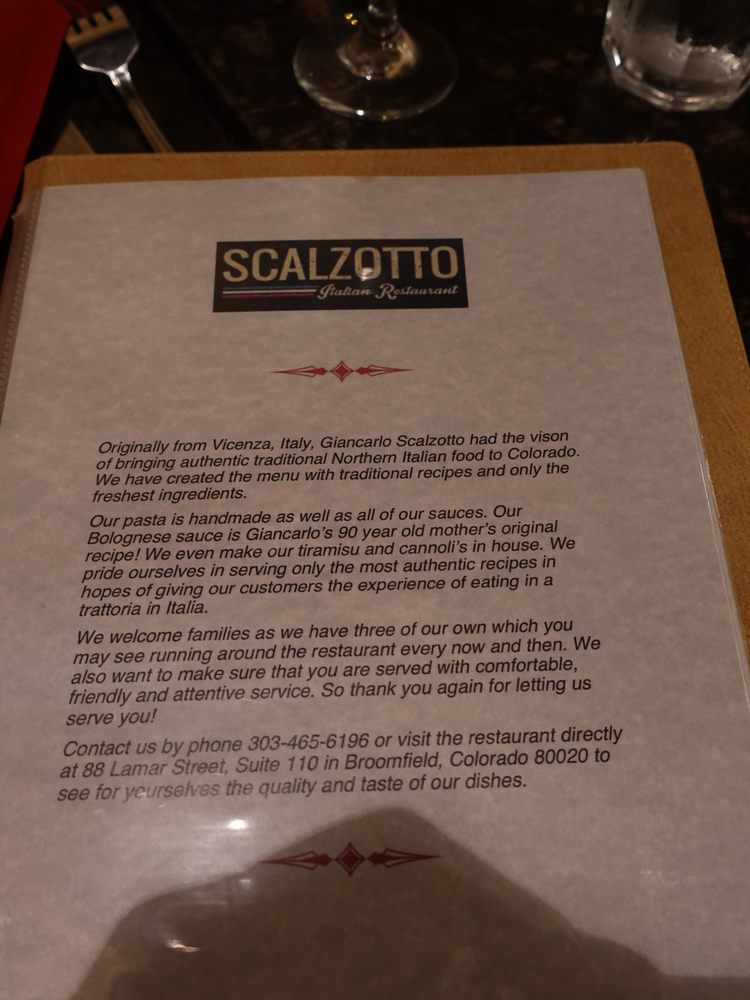 SCALZOTTO
Italian Restaurant
Originally from Vicenza, Italy, Giancarlo Scalzotto had the vison
of bringing authentic traditional Northern Italian food to Colorado.
We have created the menu with traditional recipes and only the
freshest ingredients.
Our pasta is handmade as well as all of our sauces. Our
Bolognese sauce is Giancarlo's 90 year old mother's original
recipe! We even make our tiramisu and cannoli's in house. We
pride ourselves in serving only the most authentic recipes in
hopes of giving our customers the experience of eating in a
trattoria in Italia.
We welcome families as we have three of our own which you
may see running around the restaurant every now and then. We
also want to make sure that you are served with comfortable,
friendly and attentive service. So thank you again for letting us
serve you!
Contact us by phone 303-465-6196 or visit the restaurant directly
at 88 Lamar Street, Suite 110 in Broomfield, Colorado 80020 to
see for yourselves the quality and taste of our dishes.